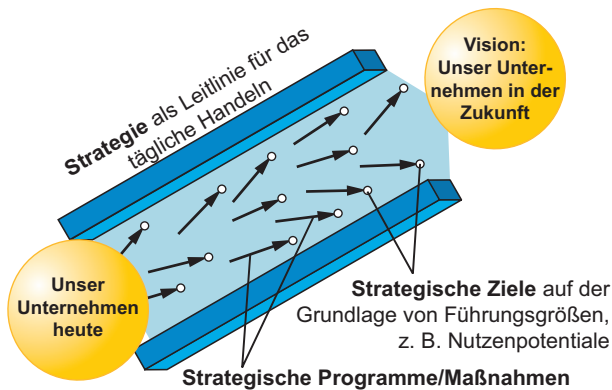 Strategie als Leitlinie für das
tägliche Handeln
Vision:
Unser Unter-
nehmen in der
Zukunft
Unser
Unternehmen
heute
Strategische Ziele auf der
Grundlage von Führungsgrößen,
z. B. Nutzenpotentiale
Strategische Programme/Maßnahmen